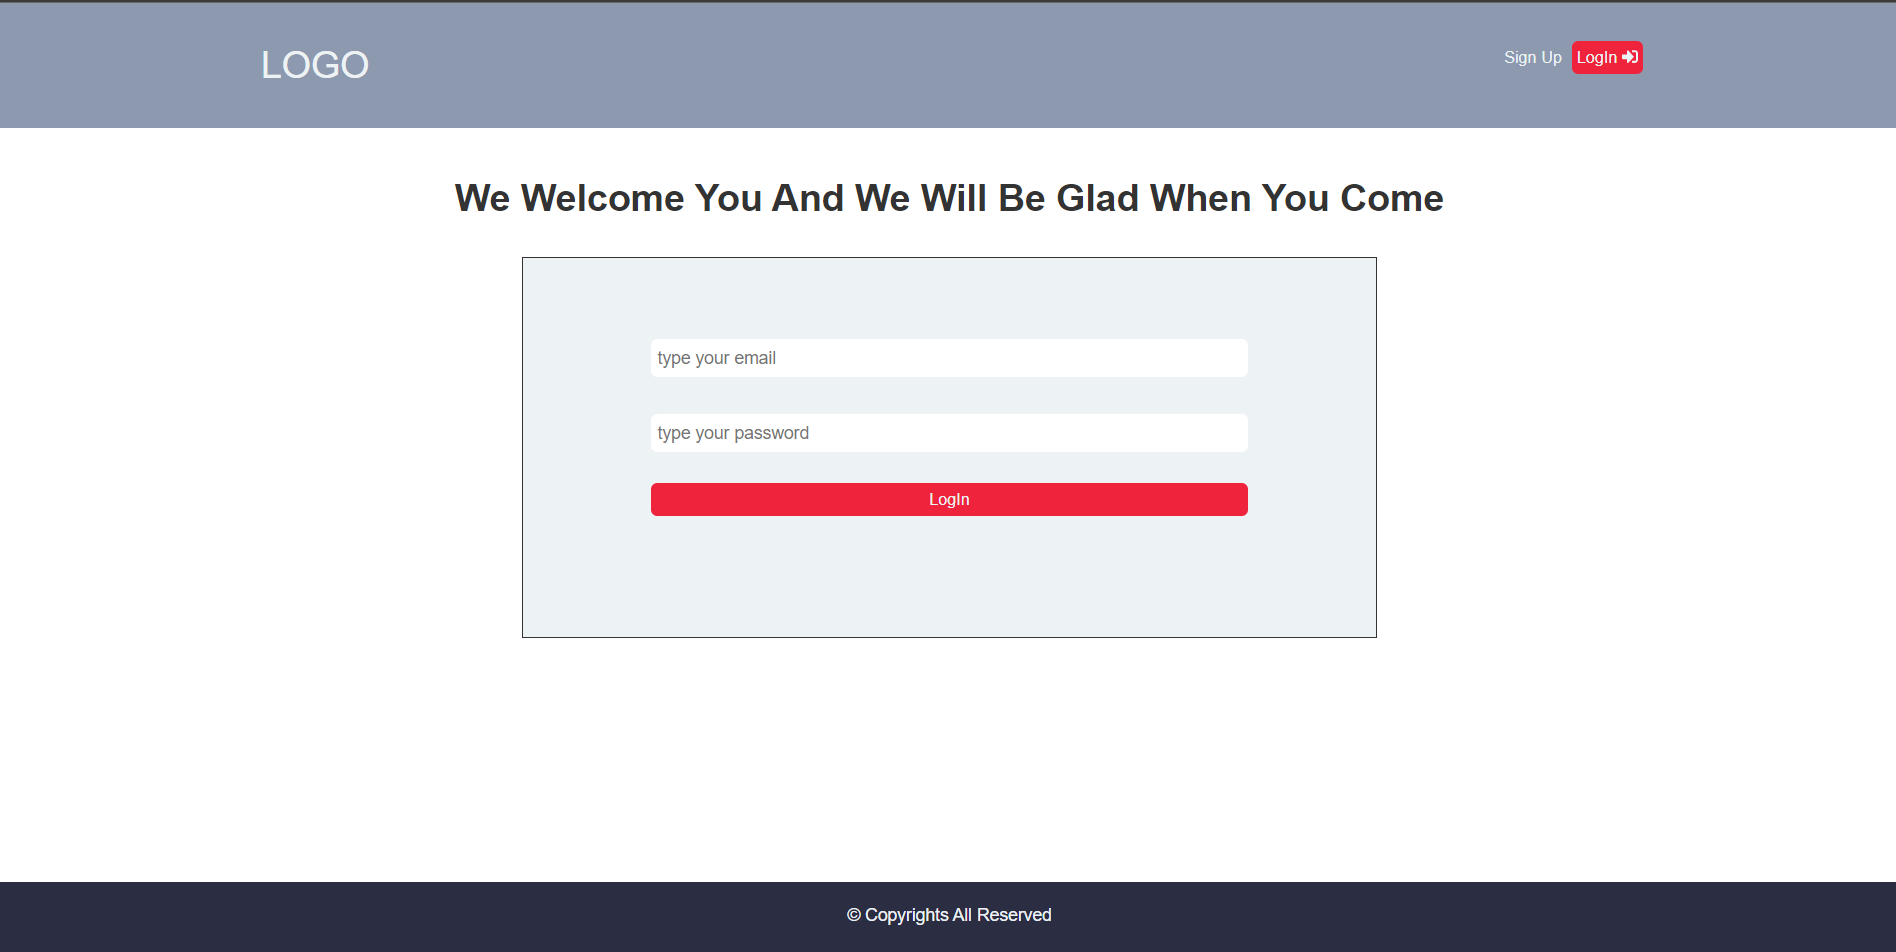 LOGO
Sign Up LogIn
We Welcome You And We Will Be Glad When You Come
type your email
type your password
LogIn
© Copyrights All Reserved